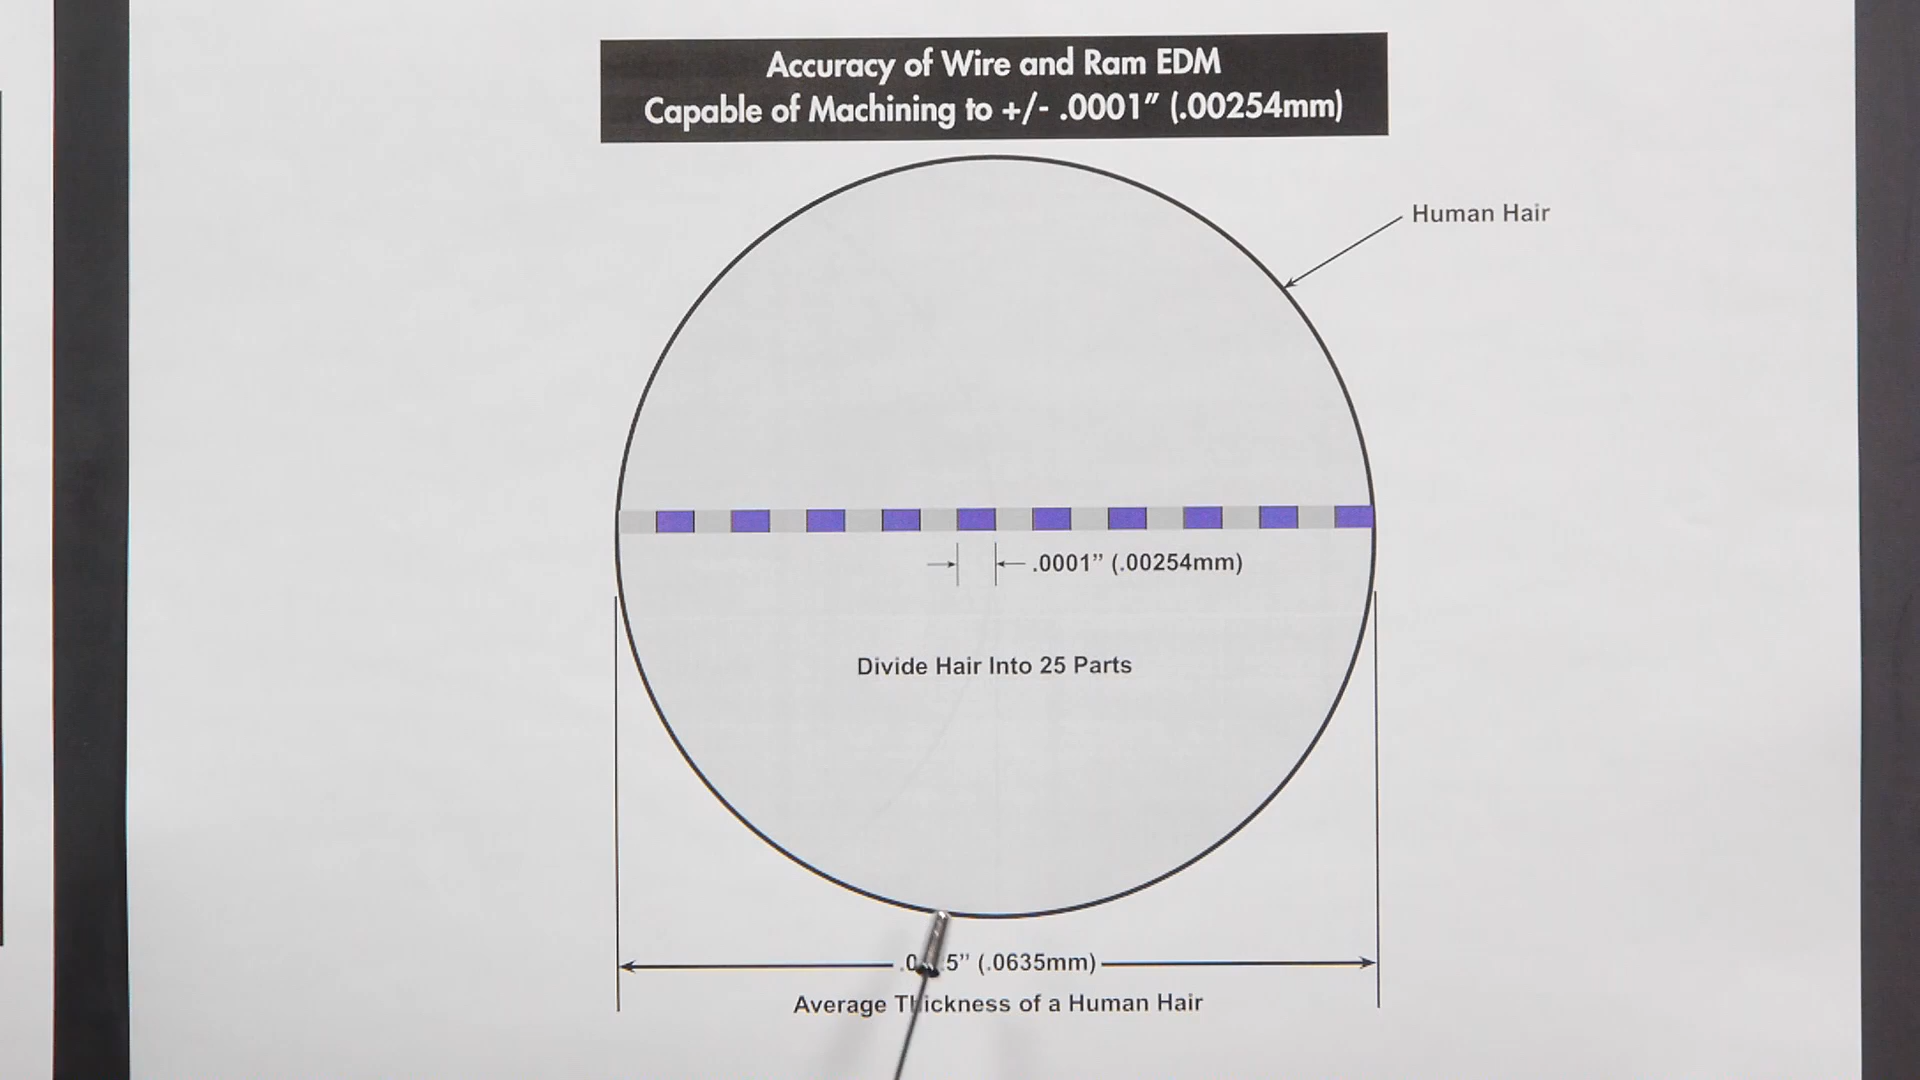 Accuracy of Wire and Ram EDM
Capable of Machining to +/- .0001” (.00254mm)
Human Hair
.0001” (.00254mm)
Divide Hair Into 25 Parts
(.0635mm)
Average Thickness of a Human Hair